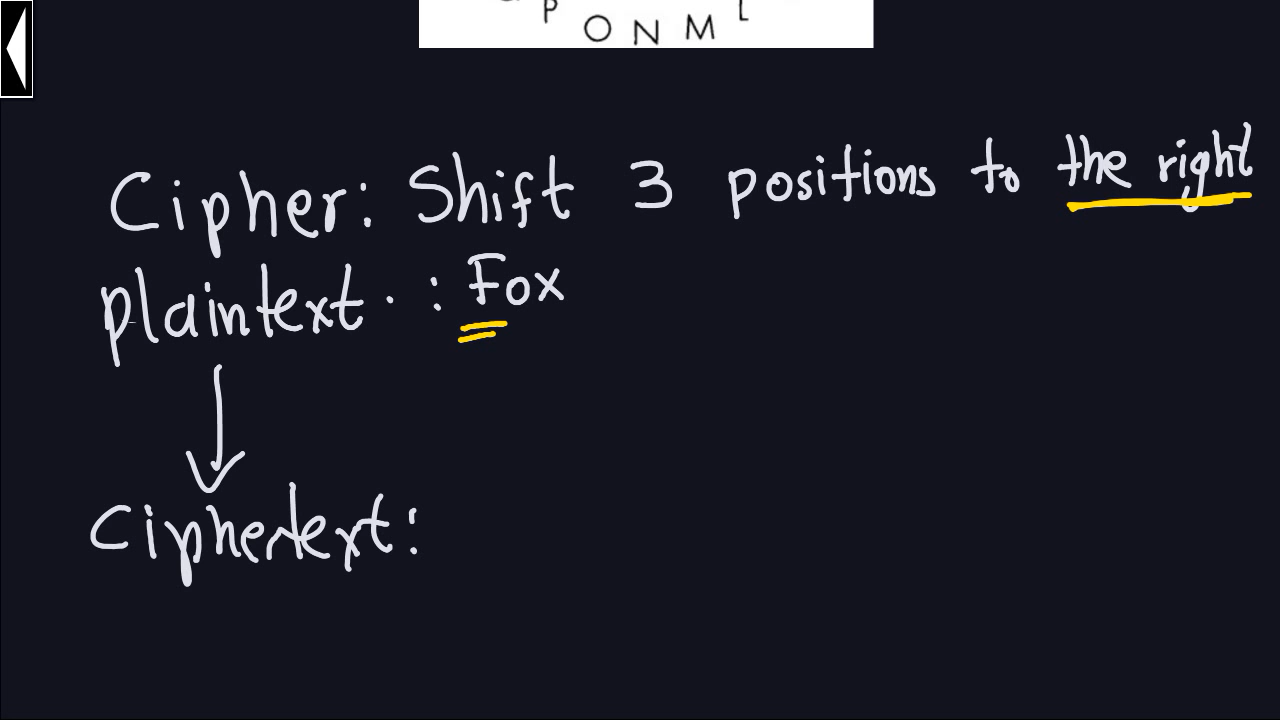 P O N M L
Cipher: Shift 3 positions to the right
plaintext . : Fox
Ciphertext: